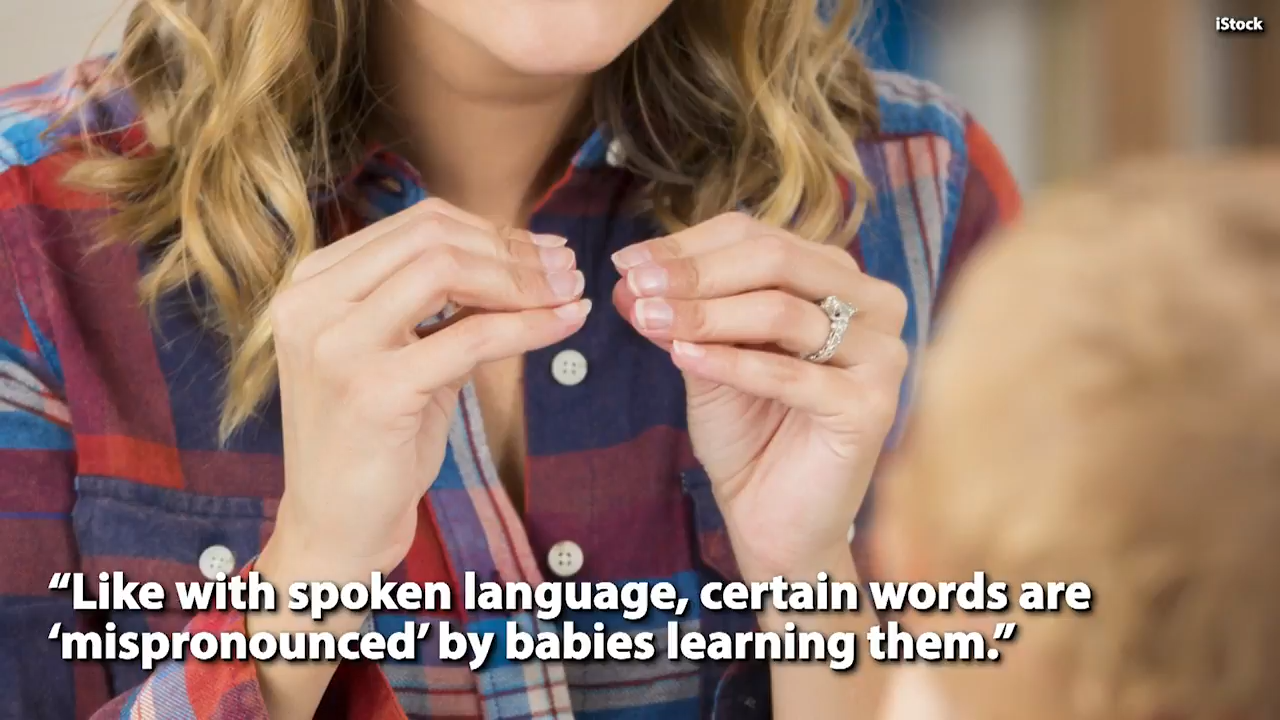 iStock
“Like with spoken language, certain words are
‘mispronounced’ by babies learning them.”